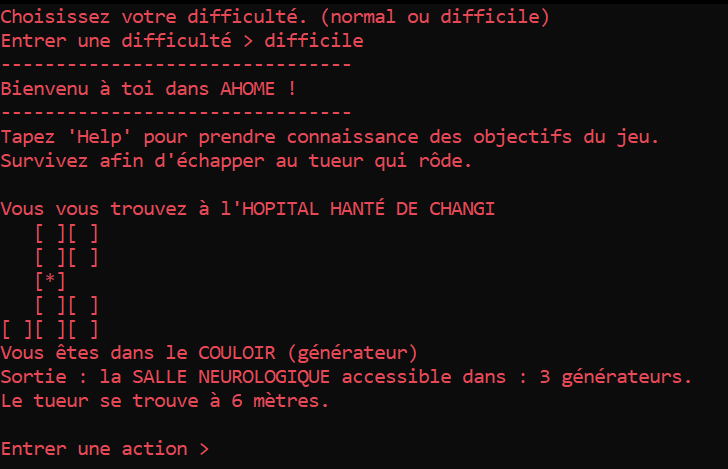 Choisissez votre difficulté. (normal ou difficile)
Entrer une difficulté > difficile
---------------------------------
Bienvenu à toi dans AHOME !
---------------------------------
Tapez 'Help' pour prendre connaissance des objectifs du jeu.
Survivez afin d'échapper au tueur qui rôde.

Vous vous trouvez à l'HOPITAL HANTÉ DE CHANGI
   [ ][ ]
   [ ][ ]
   [*]
   [ ][ ]
[ ][ ][ ]
Vous êtes dans le COULOIR (générateur)
Sortie : la SALLE NEUROLOGIQUE accessible dans : 3 générateurs.
Le tueur se trouve à 6 mètres.

Entrer une action >